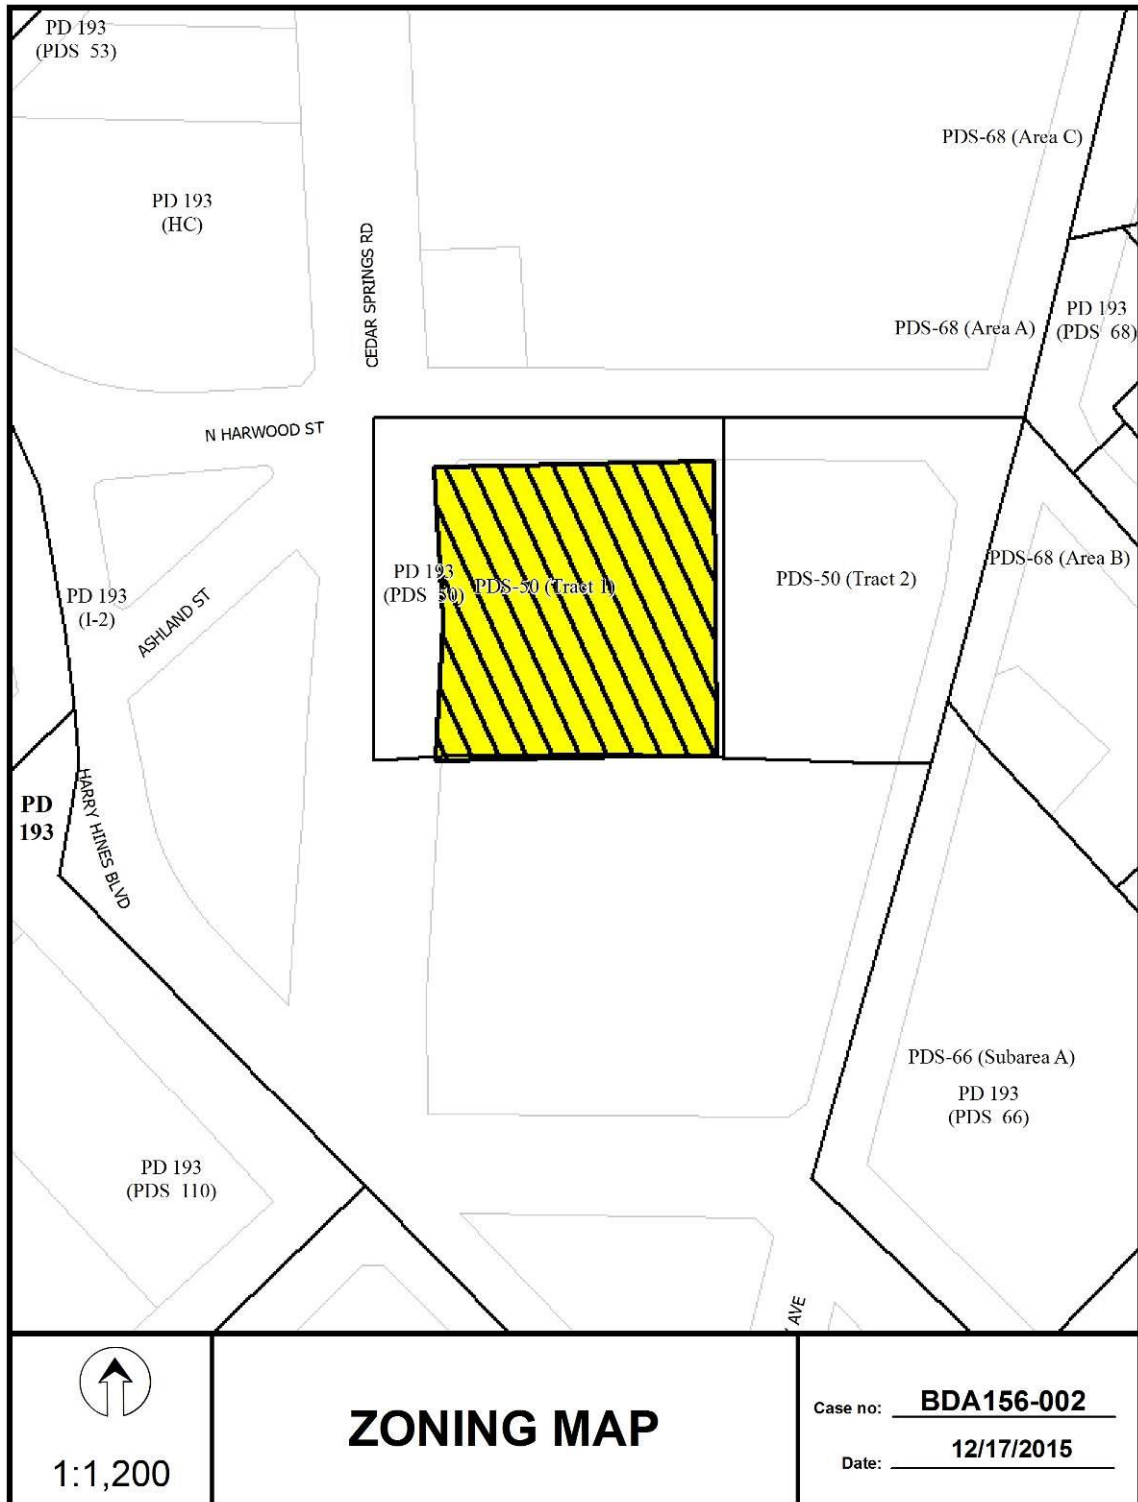 PD 193
(PDS 53)
PDS-68 (Area C)
PD 193
(HC)
CEDAR SPRINGS RD
PDS-68 (Area A)
PD 193
(PDS 68)
N HARWOOD ST
PD 193
(PDS 50)
PDS-50 (Tract 1)
PDS-50 (Tract 2)
PDS-68 (Area B)
PD 193
(I-2)
ASHLAND ST
PD
193
HARRY HINES BLVD
PDS-66 (Subarea A)
PD 193
(PDS 66)
PD 193
(PDS 110)
AVE
1:1,200
ZONING MAP
Case no: BDA156-002
Date: 12/17/2015